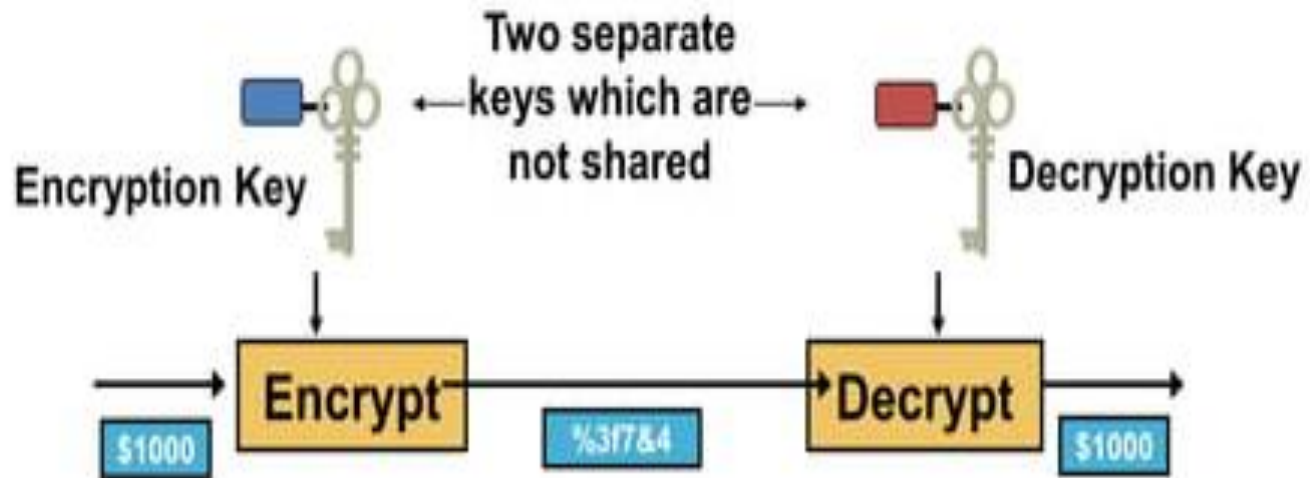 Two separate
keys which are
not shared
Encryption Key
Decryption Key
Encrypt
Decrypt
$1000
%3f7&4
$1000